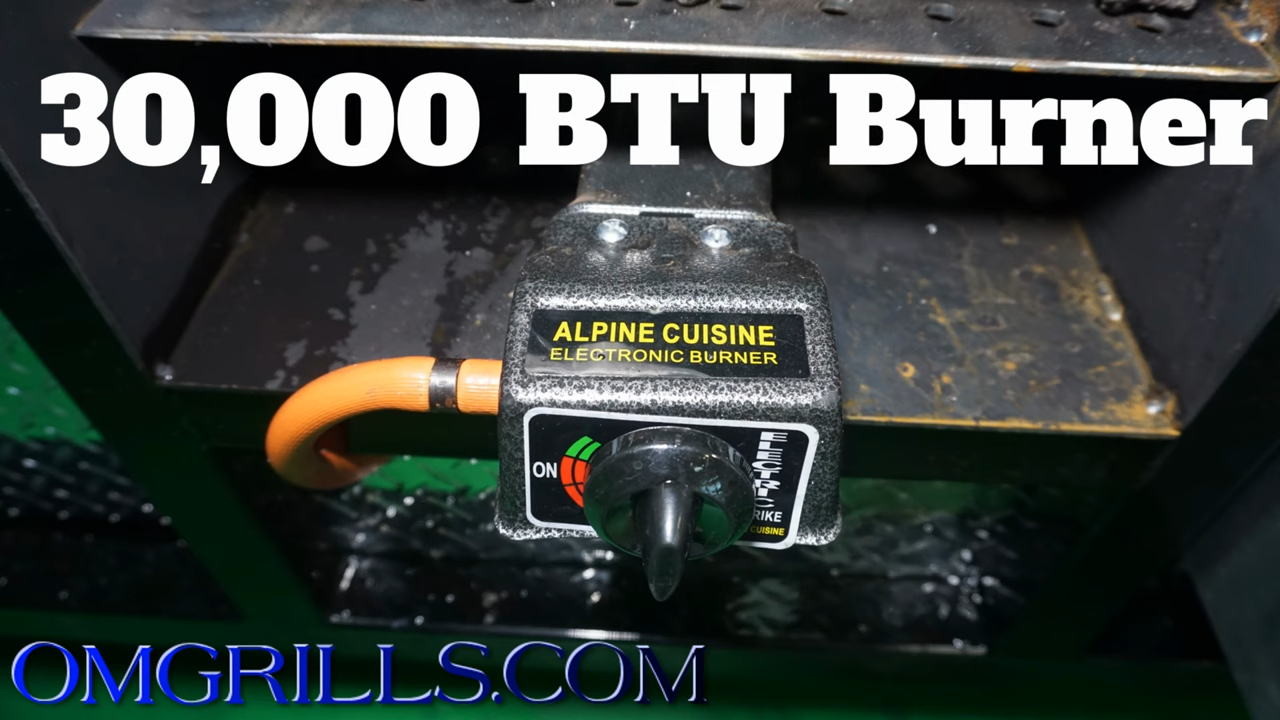 30,000 BTU Burner
ALPINE CUISINE
ELECTRONIC BURNER
ON
ELECTRIC
RIKE
CUISINE
OMGRILLS.COM